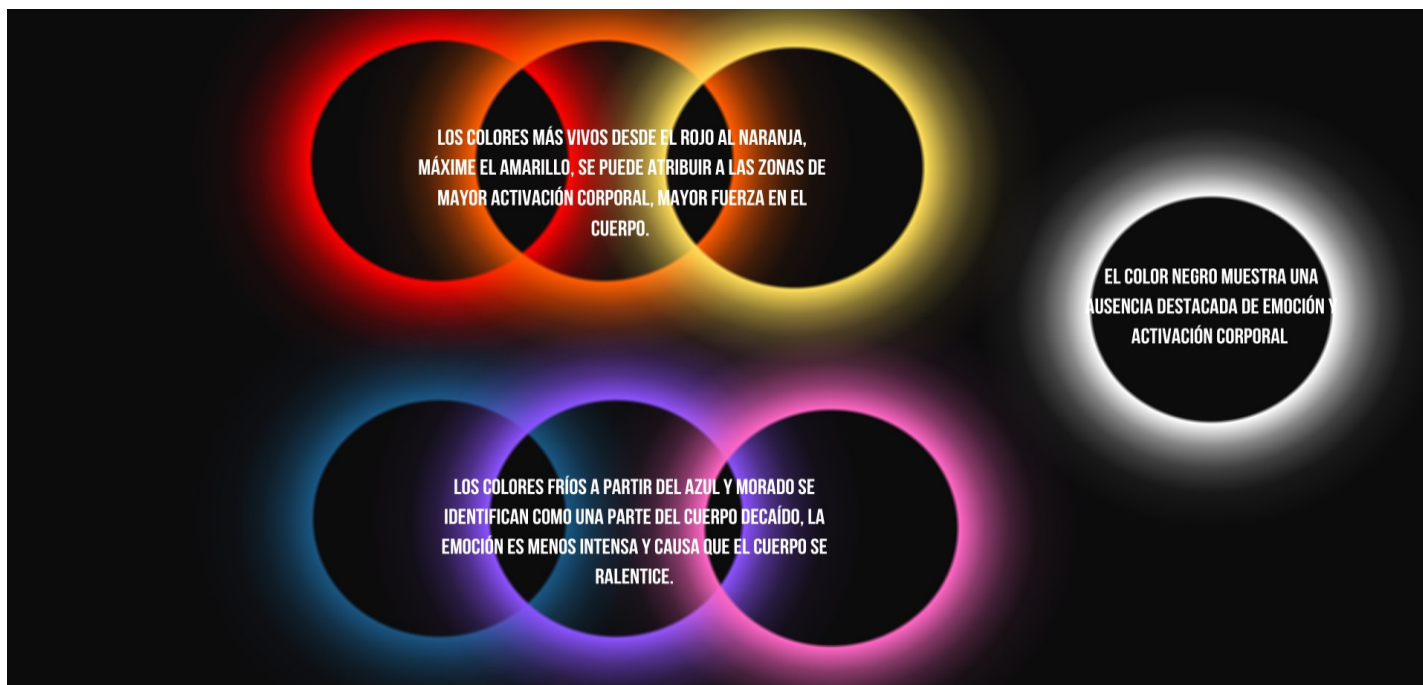 LOS COLORES MÁS VIVOS DESDE EL ROJO AL NARANJA,
MÁXIME EL AMARILLO, SE PUEDE ATRIBUIR A LAS ZONAS DE
MAYOR ACTIVACIÓN CORPORAL, MAYOR FUERZA EN EL
CUERPO.
EL COLOR NEGRO MUESTRA UNA
AUSENCIA DESTACADA DE EMOCIÓN Y
ACTIVACIÓN CORPORAL
LOS COLORES FRÍOS A PARTIR DEL AZUL Y MORADO SE
IDENTIFICAN COMO UNA PARTE DEL CUERPO DECAÍDO, LA
EMOCIÓN ES MENOS INTENSA Y CAUSA QUE EL CUERPO SE
RALENTICE.